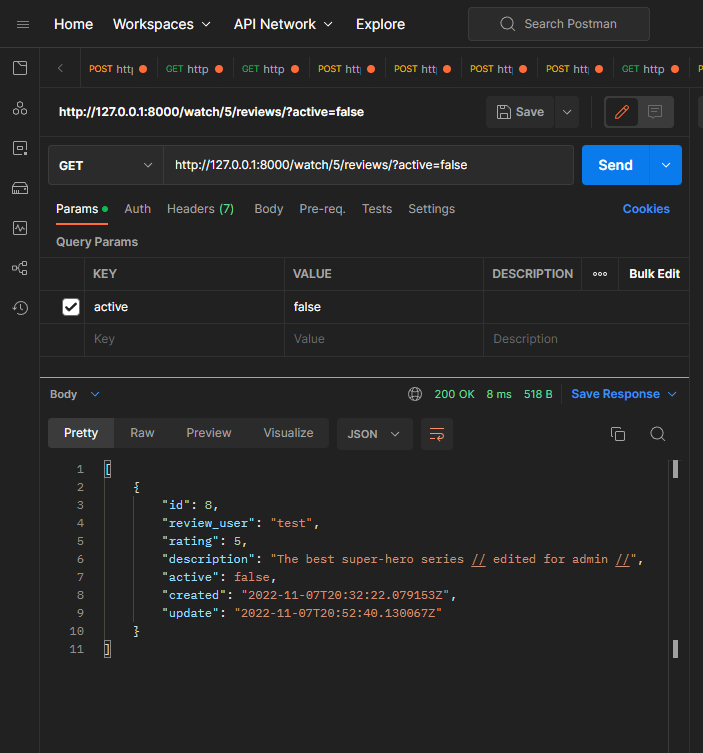 Home Workspaces API Network Explore Search Postman
POST http GET http GET http POST htt POST htt POST htt POST htt GET http
http://127.0.0.1:8000/watch/5/reviews/?active=false Save
GET http://127.0.0.1:8000/watch/5/reviews/?active=false Send
Params Auth Headers (7) Body Pre-req. Tests Settings Cookies
Query Params
KEY VALUE DESCRIPTION Bulk Edit
active false
Key Value Description
Body 200 OK 8 ms 518 B Save Response
Pretty Raw Preview Visualize JSON
1 [
2 {
3 "id": 8,
4 "review_user": "test",
5 "rating": 5,
6 "description": "The best super-hero series // edited for admin //",
7 "active": false,
8 "created": "2022-11-07T20:32:22.079153Z",
9 "update": "2022-11-07T20:52:40.130067Z"
10 }
11 ]